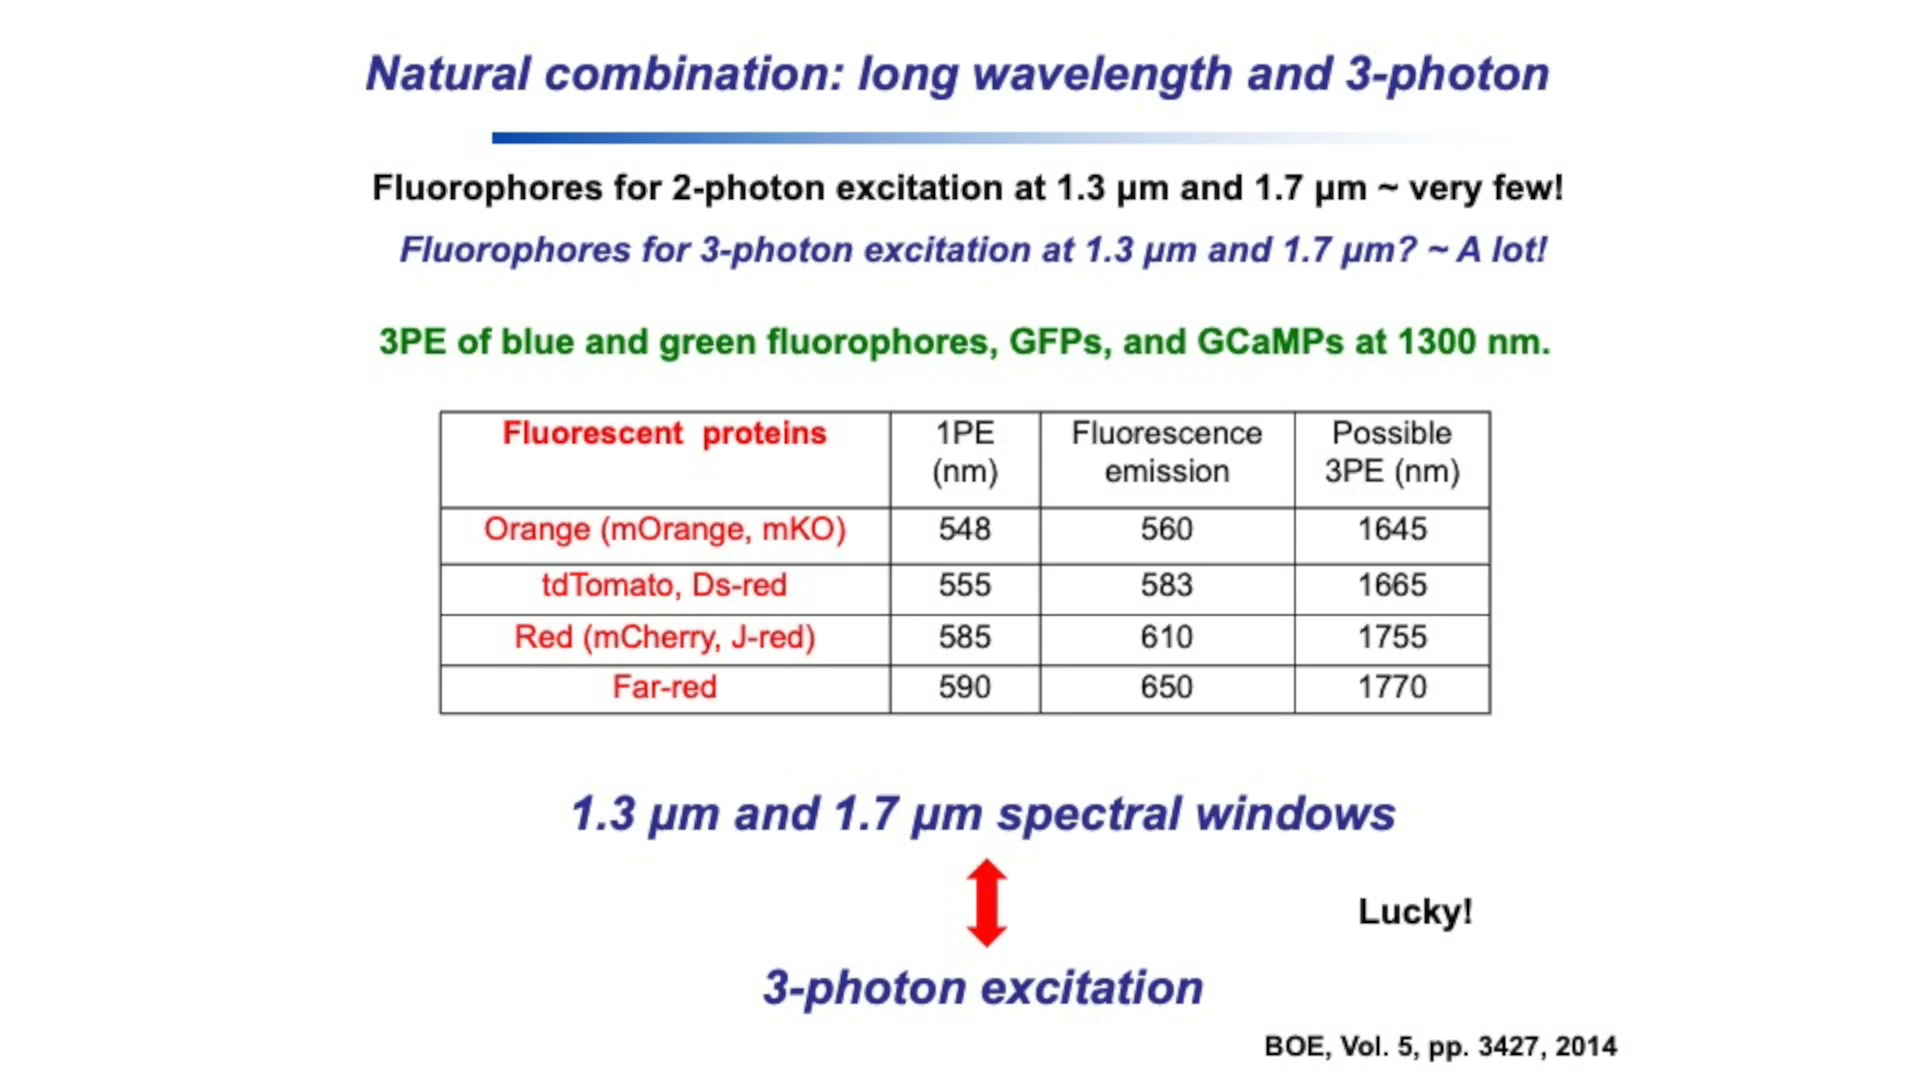 Natural combination: long wavelength and 3-photon
Fluorophores for 2-photon excitation at 1.3 µm and 1.7 µm ~ very few!
Fluorophores for 3-photon excitation at 1.3 µm and 1.7 µm? ~ A lot!
3PE of blue and green fluorophores, GFPs, and GCaMPs at 1300 nm.
Fluorescent proteins 1PE (nm) Fluorescence emission Possible 3PE (nm)
Orange (mOrange, mKO) 548 560 1645
tdTomato, Ds-red 555 583 1665
Red (mCherry, J-red) 585 610 1755
Far-red 590 650 1770
1.3 µm and 1.7 µm spectral windows
Lucky!
3-photon excitation
BOE, Vol. 5, pp. 3427, 2014